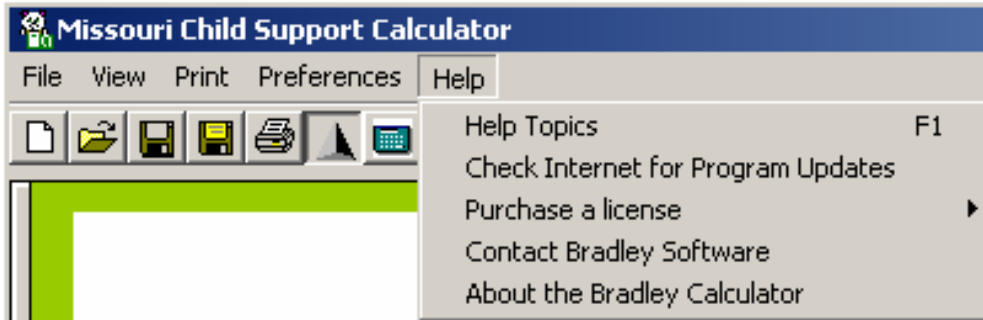 Missouri Child Support Calculator
File View Print Preferences Help
Help Topics F1
Check Internet for Program Updates
Purchase a license
Contact Bradley Software
About the Bradley Calculator